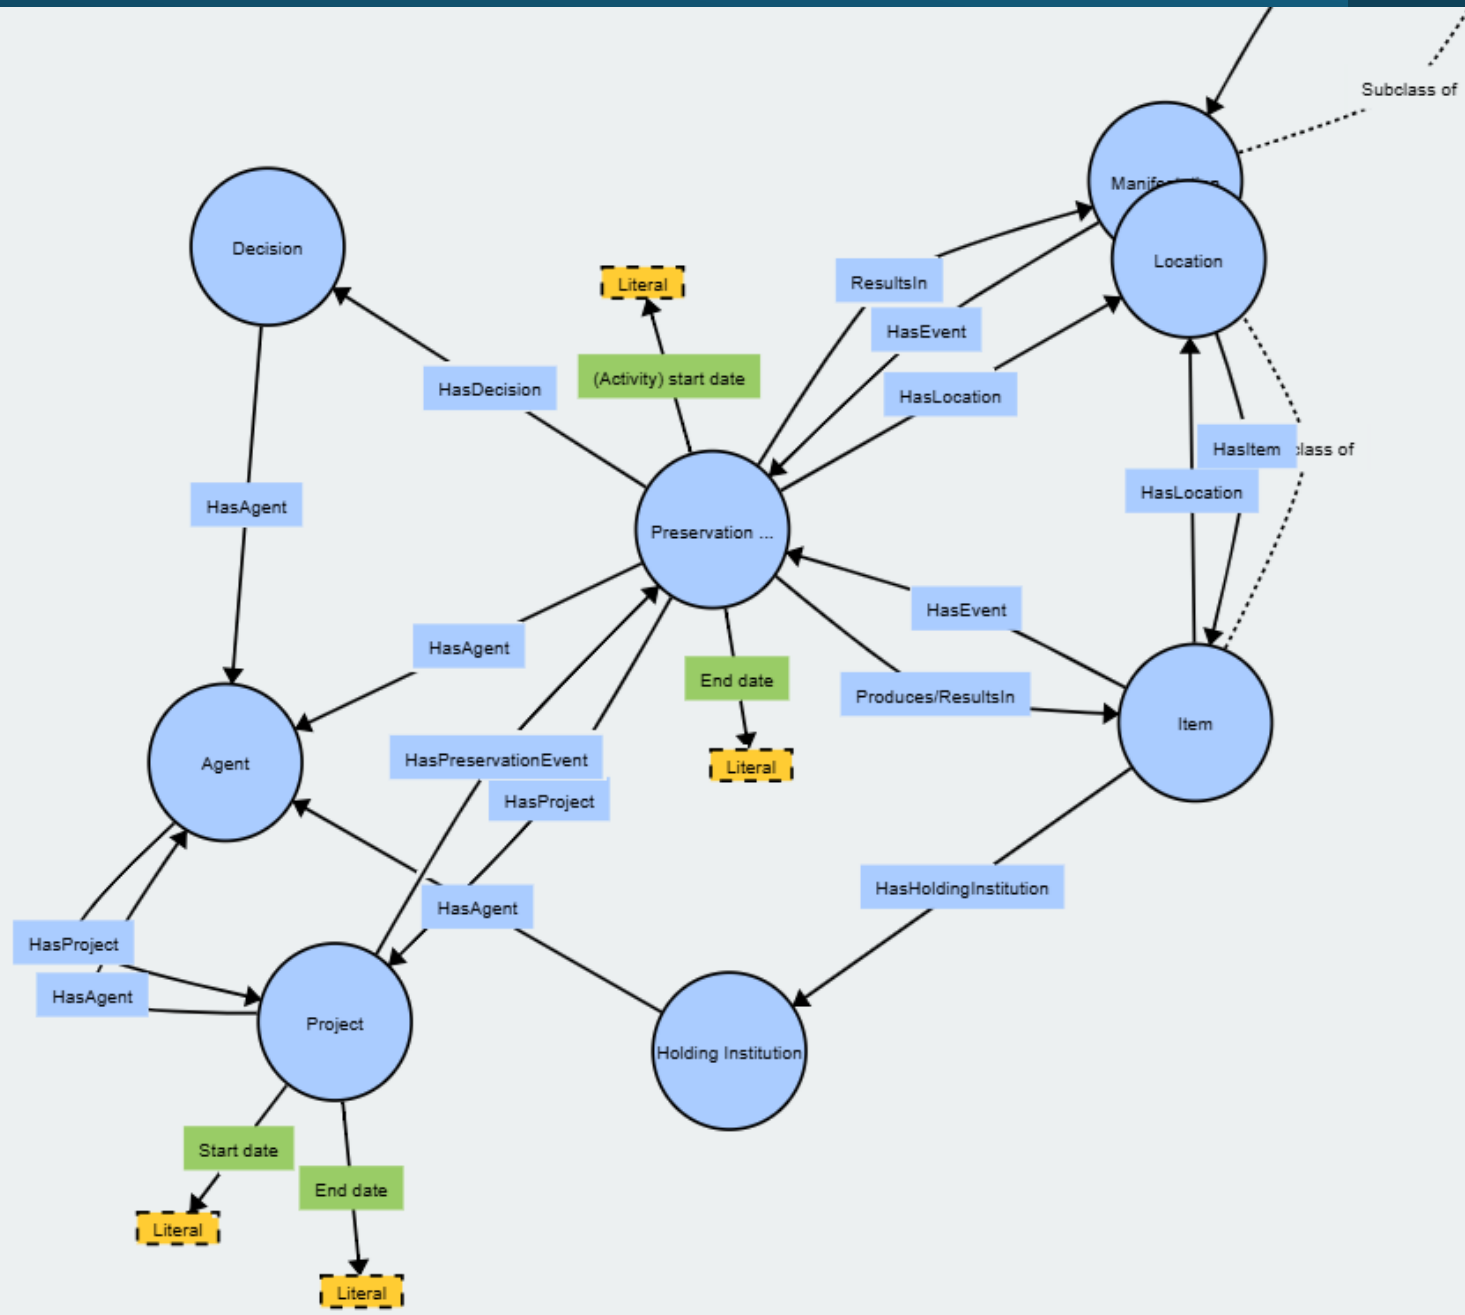 Subclass of
Location
Decision
Literal
ResultsIn
HasEvent
(Activity) start date
HasDecision
HasLocation
HasItem
class of
HasLocation
HasAgent
Preservation ...
HasEvent
HasAgent
End date
Produces/ResultsIn
Item
Agent
HasPreservationEvent
Literal
HasProject
HasHoldingInstitution
HasAgent
HasProject
HasAgent
Project
Holding Institution
Start date
End date
Literal
Literal